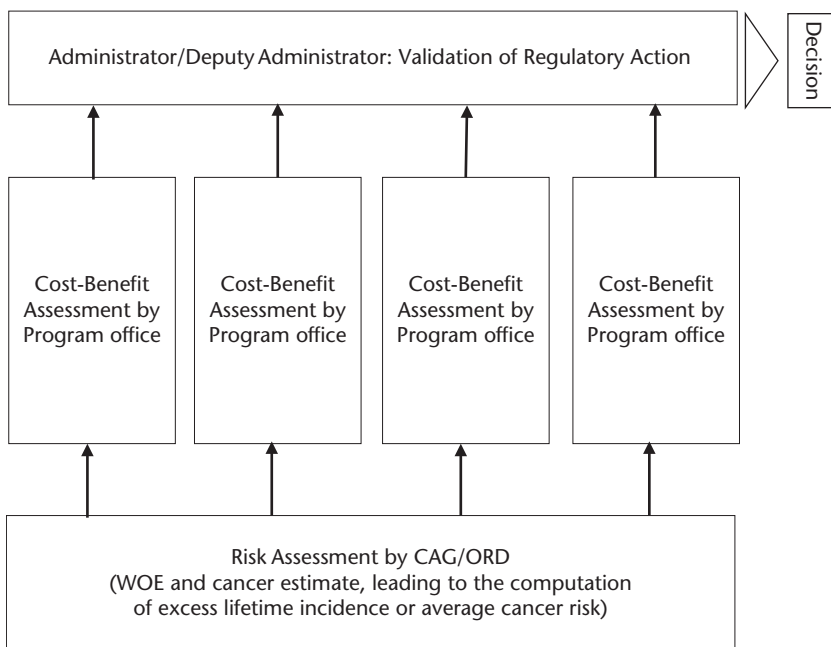 Administrator/Deputy Administrator: Validation of Regulatory Action
Decision
Cost-Benefit
Assessment by
Program office
Cost-Benefit
Assessment by
Program office
Cost-Benefit
Assessment by
Program office
Cost-Benefit
Assessment by
Program office
Risk Assessment by CAG/ORD
(WOE and cancer estimate, leading to the computation
of excess lifetime incidence or average cancer risk)